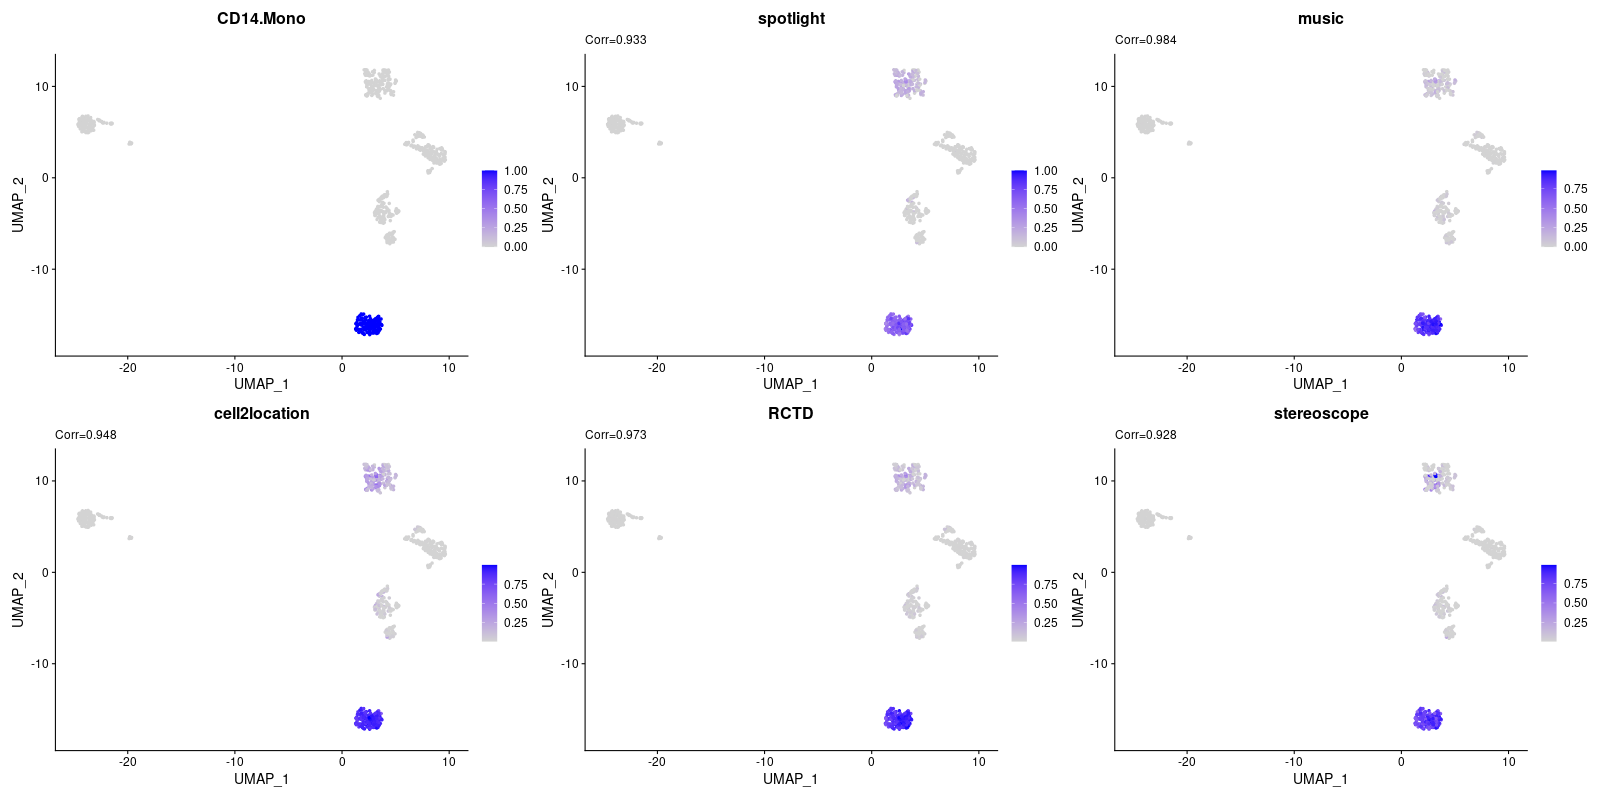 CD14.Mono
10
0
-10
UMAP_2
-20
-10
0
10
UMAP_1
1.00
0.75
0.50
0.25
0.00
spotlight
Corr=0.933
10
0
-10
UMAP_2
-20
-10
0
10
UMAP_1
1.00
0.75
0.50
0.25
0.00
music
Corr=0.984
10
0
-10
UMAP_2
-20
-10
0
10
UMAP_1
0.75
0.50
0.25
0.00
cell2location
Corr=0.948
10
0
-10
UMAP_2
-20
-10
0
10
UMAP_1
0.75
0.50
0.25
RCTD
Corr=0.973
10
0
-10
UMAP_2
-20
-10
0
10
UMAP_1
0.75
0.50
0.25
stereoscope
Corr=0.928
10
0
-10
UMAP_2
-20
-10
0
10
UMAP_1
0.75
0.50
0.25